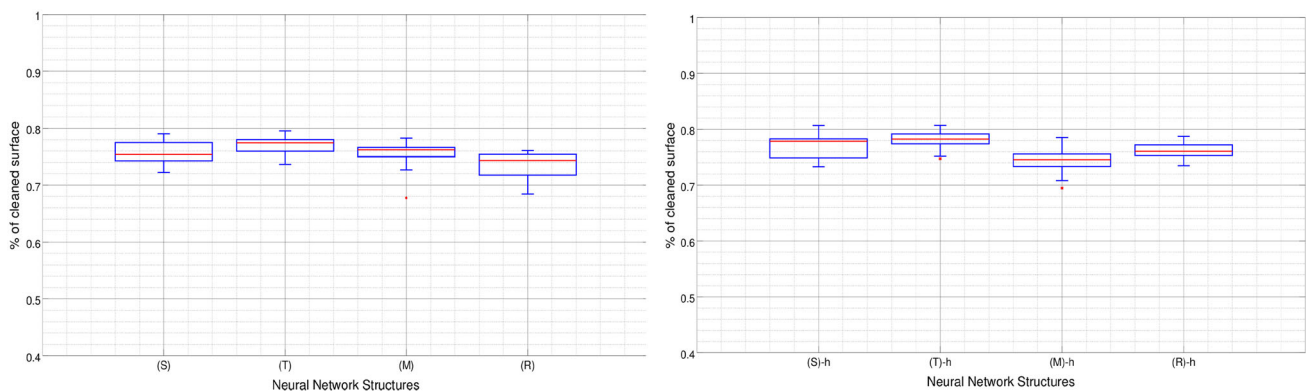 % of cleaned surface
1
0.9
0.8
0.7
0.6
0.5
0.4
(S) (T) (M) (R)
Neural Network Structures
% of cleaned surface
1
0.9
0.8
0.7
0.6
0.5
0.4
(S)-h (T)-h (M)-h (R)-h
Neural Network Structures